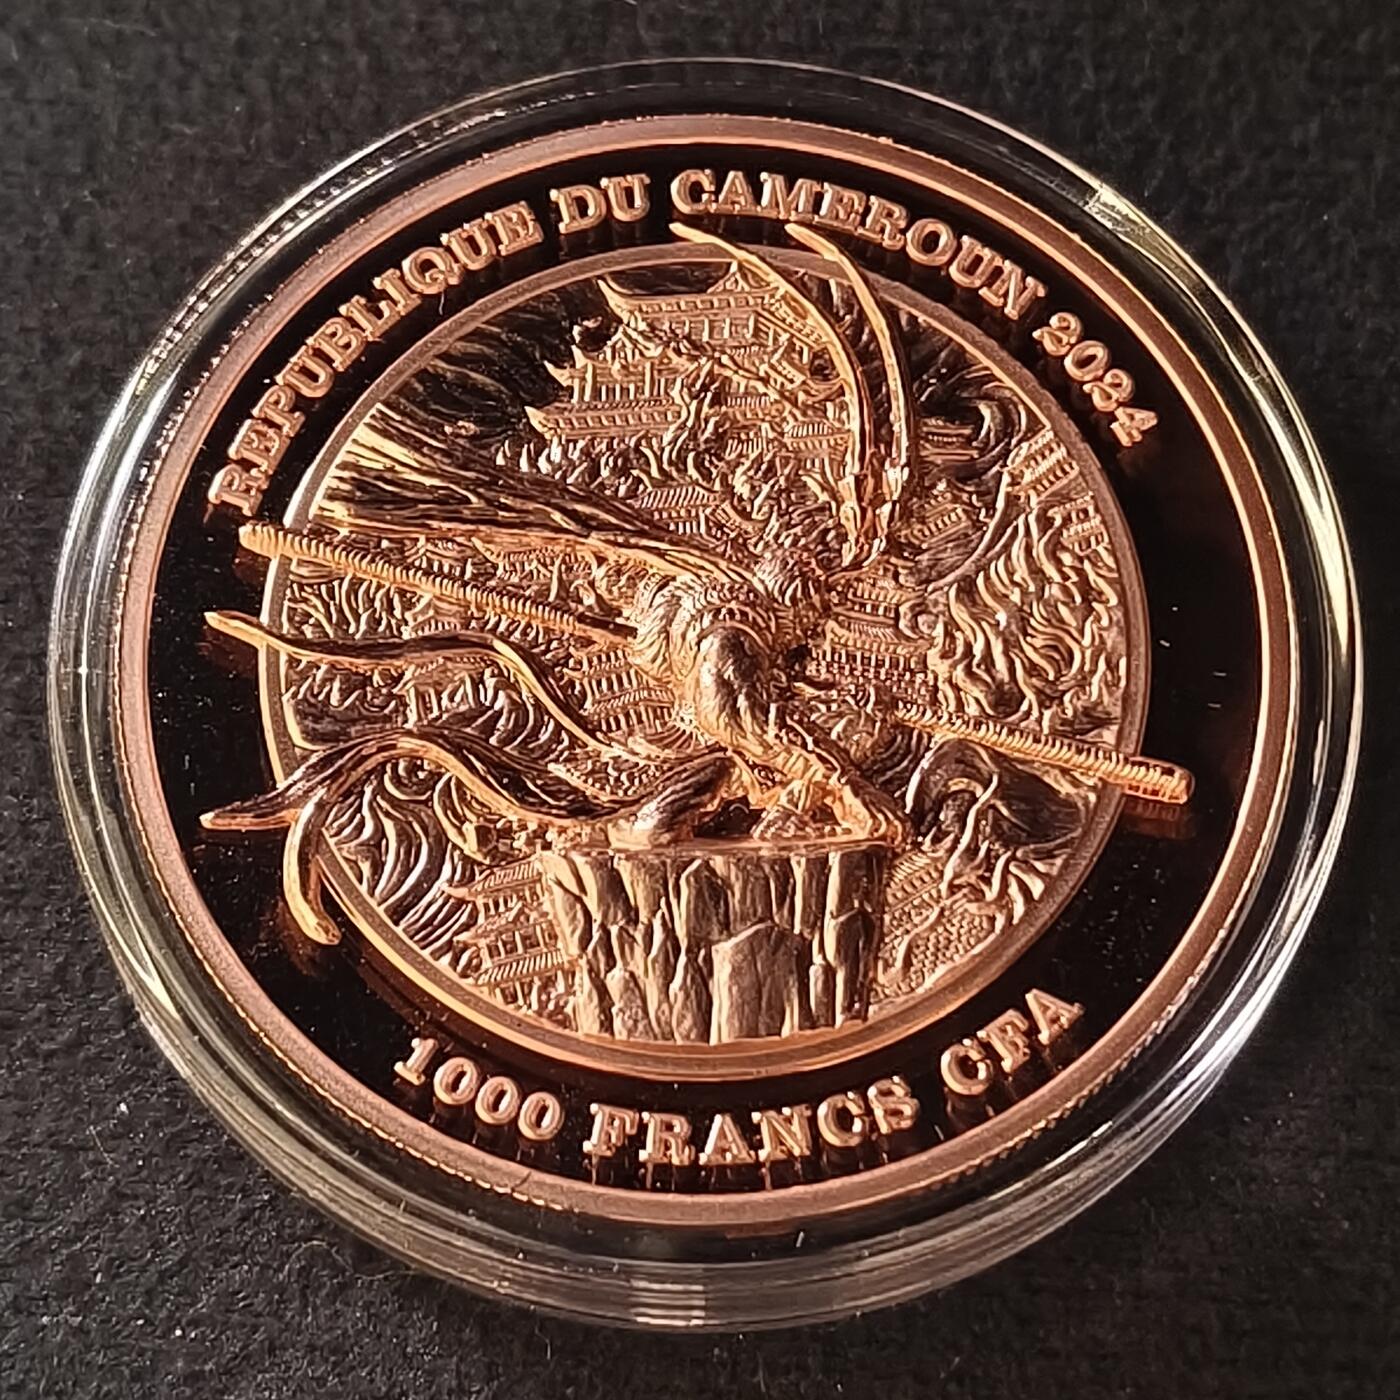 REPUBLIQUE DU CAMEROUN 2024
1000 FRANCS CFA